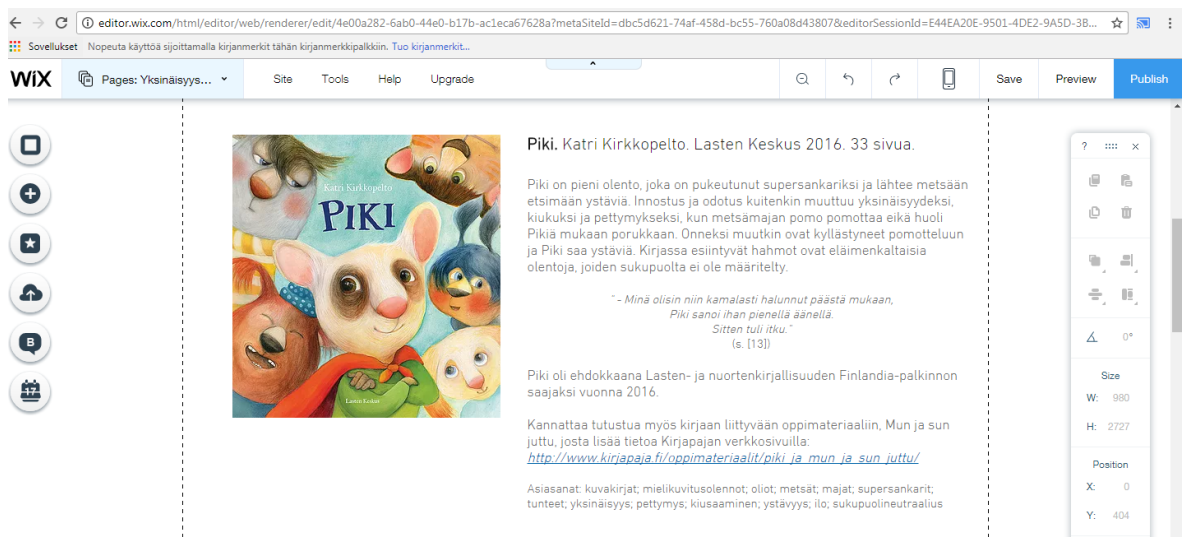 editor.wix.com/html/editor/web/renderer/edit/4e00a282-6ab0-44e0-b17b-ac1eca67628a?metaSiteId=dbc5d621-74af-458d-bc55-760a08d43807&editorSessionId=E44EA20E-9501-4DE2-9A5D-3B...
Sovellukset Nopeuta käyttöä sijoittamalla kirjanmerkit tähän kirjanmerkkipalkkiin. Tuo kirjanmerkit...
WiX Pages: Yksinäisyys... Site Tools Help Upgrade Save Preview Publish
Katri Kirkkopelto
PIKI
Lasten Keskus
Piki. Katri Kirkkopelto. Lasten Keskus 2016. 33 sivua.
Piki on pieni olento, joka on pukeutunut supersankariksi ja lähtee metsään
etsimään ystäviä. Innostus ja odotus kuitenkin muuttuu yksinäisyydeksi,
kiukuksi ja pettymykseksi, kun metsämajan pomo pomottaa eikä huoli
Pikiä mukaan porukkaan. Onneksi muutkin ovat kyllästyneet pomotteluun
ja Piki saa ystäviä. Kirjassa esiintyvät hahmot ovat eläimenkaltaisia
olentoja, joiden sukupuolta ei ole määritelty.
" - Minä olisin niin kamalasti halunnut päästä mukaan,
Piki sanoi ihan pienellä äänellä.
Sitten tuli itku."
(s. [13])
Piki oli ehdokkaana Lasten- ja nuortenkirjallisuuden Finlandia-palkinnon
saajaksi vuonna 2016.
Kannattaa tutustua myös kirjaan liittyvään oppimateriaaliin, Mun ja sun
juttu, josta lisää tietoa Kirjapajan verkkosivuilla:
http://www.kirjapaja.fi/oppimateriaalit/piki_ja_mun_ja_sun_juttu/
Asiasanat: kuvakirjat; mielikuvitusolennot; oliot; metsät; majat; supersankarit;
tunteet; yksinäisyys; pettymys; kiusaaminen; ystävyys; ilo; sukupuolineutraalius
B
17
?
0°
Size
W: 980
H: 2727
Position
X: 0
Y: 404